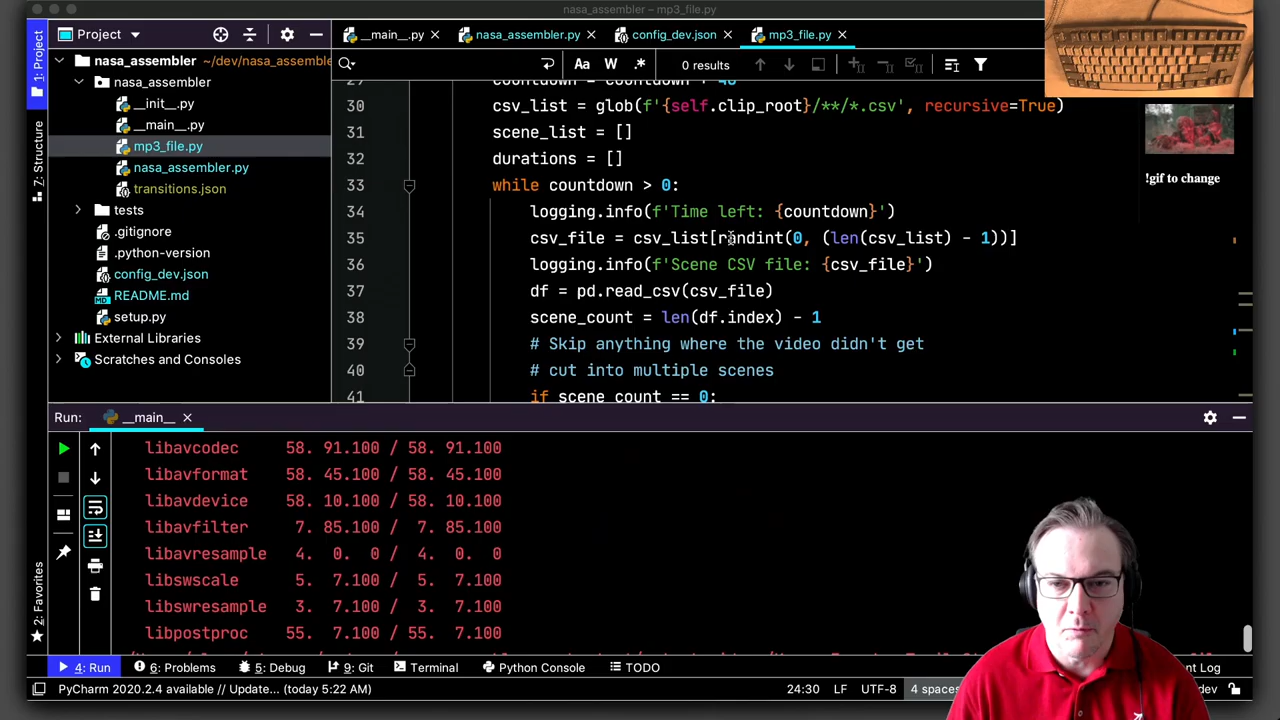 nasa_assembler – mp3_file.py
Project
__main__.py
nasa_assembler.py
config_dev.json
mp3_file.py
1: Project
nasa_assembler ~/dev/nasa_assemble
nasa_assembler
__init__.py
__main__.py
mp3_file.py
nasa_assembler.py
transitions.json
tests
.gitignore
.python-version
config_dev.json
README.md
setup.py
External Libraries
Scratches and Consoles
7: Structure
2: Favorites
Aa W .* 0 results
30 csv_list = glob(f'{self.clip_root}/**/*.csv', recursive=True)
31 scene_list = []
32 durations = []
33 while countdown > 0:
34 logging.info(f'Time left: {countdown}')
35 csv_file = csv_list[randint(0, (len(csv_list) - 1))]
36 logging.info(f'Scene CSV file: {csv_file}')
37 df = pd.read_csv(csv_file)
38 scene_count = len(df.index) - 1
39 # Skip anything where the video didn't get
40 # cut into multiple scenes
41 if scene_count == 0:
!gif to change
Run: __main__
libavcodec 58. 91.100 / 58. 91.100
libavformat 58. 45.100 / 58. 45.100
libavdevice 58. 10.100 / 58. 10.100
libavfilter 7. 85.100 / 7. 85.100
libavresample 4. 0. 0 / 4. 0. 0
libswscale 5. 7.100 / 5. 7.100
libswresample 3. 7.100 / 3. 7.100
libpostproc 55. 7.100 / 55. 7.100
4: Run 6: Problems 5: Debug 9: Git Terminal Python Console TODO nt Log
PyCharm 2020.2.4 available // Update... (today 5:22 AM) 24:30 LF UTF-8 4 spaces dev